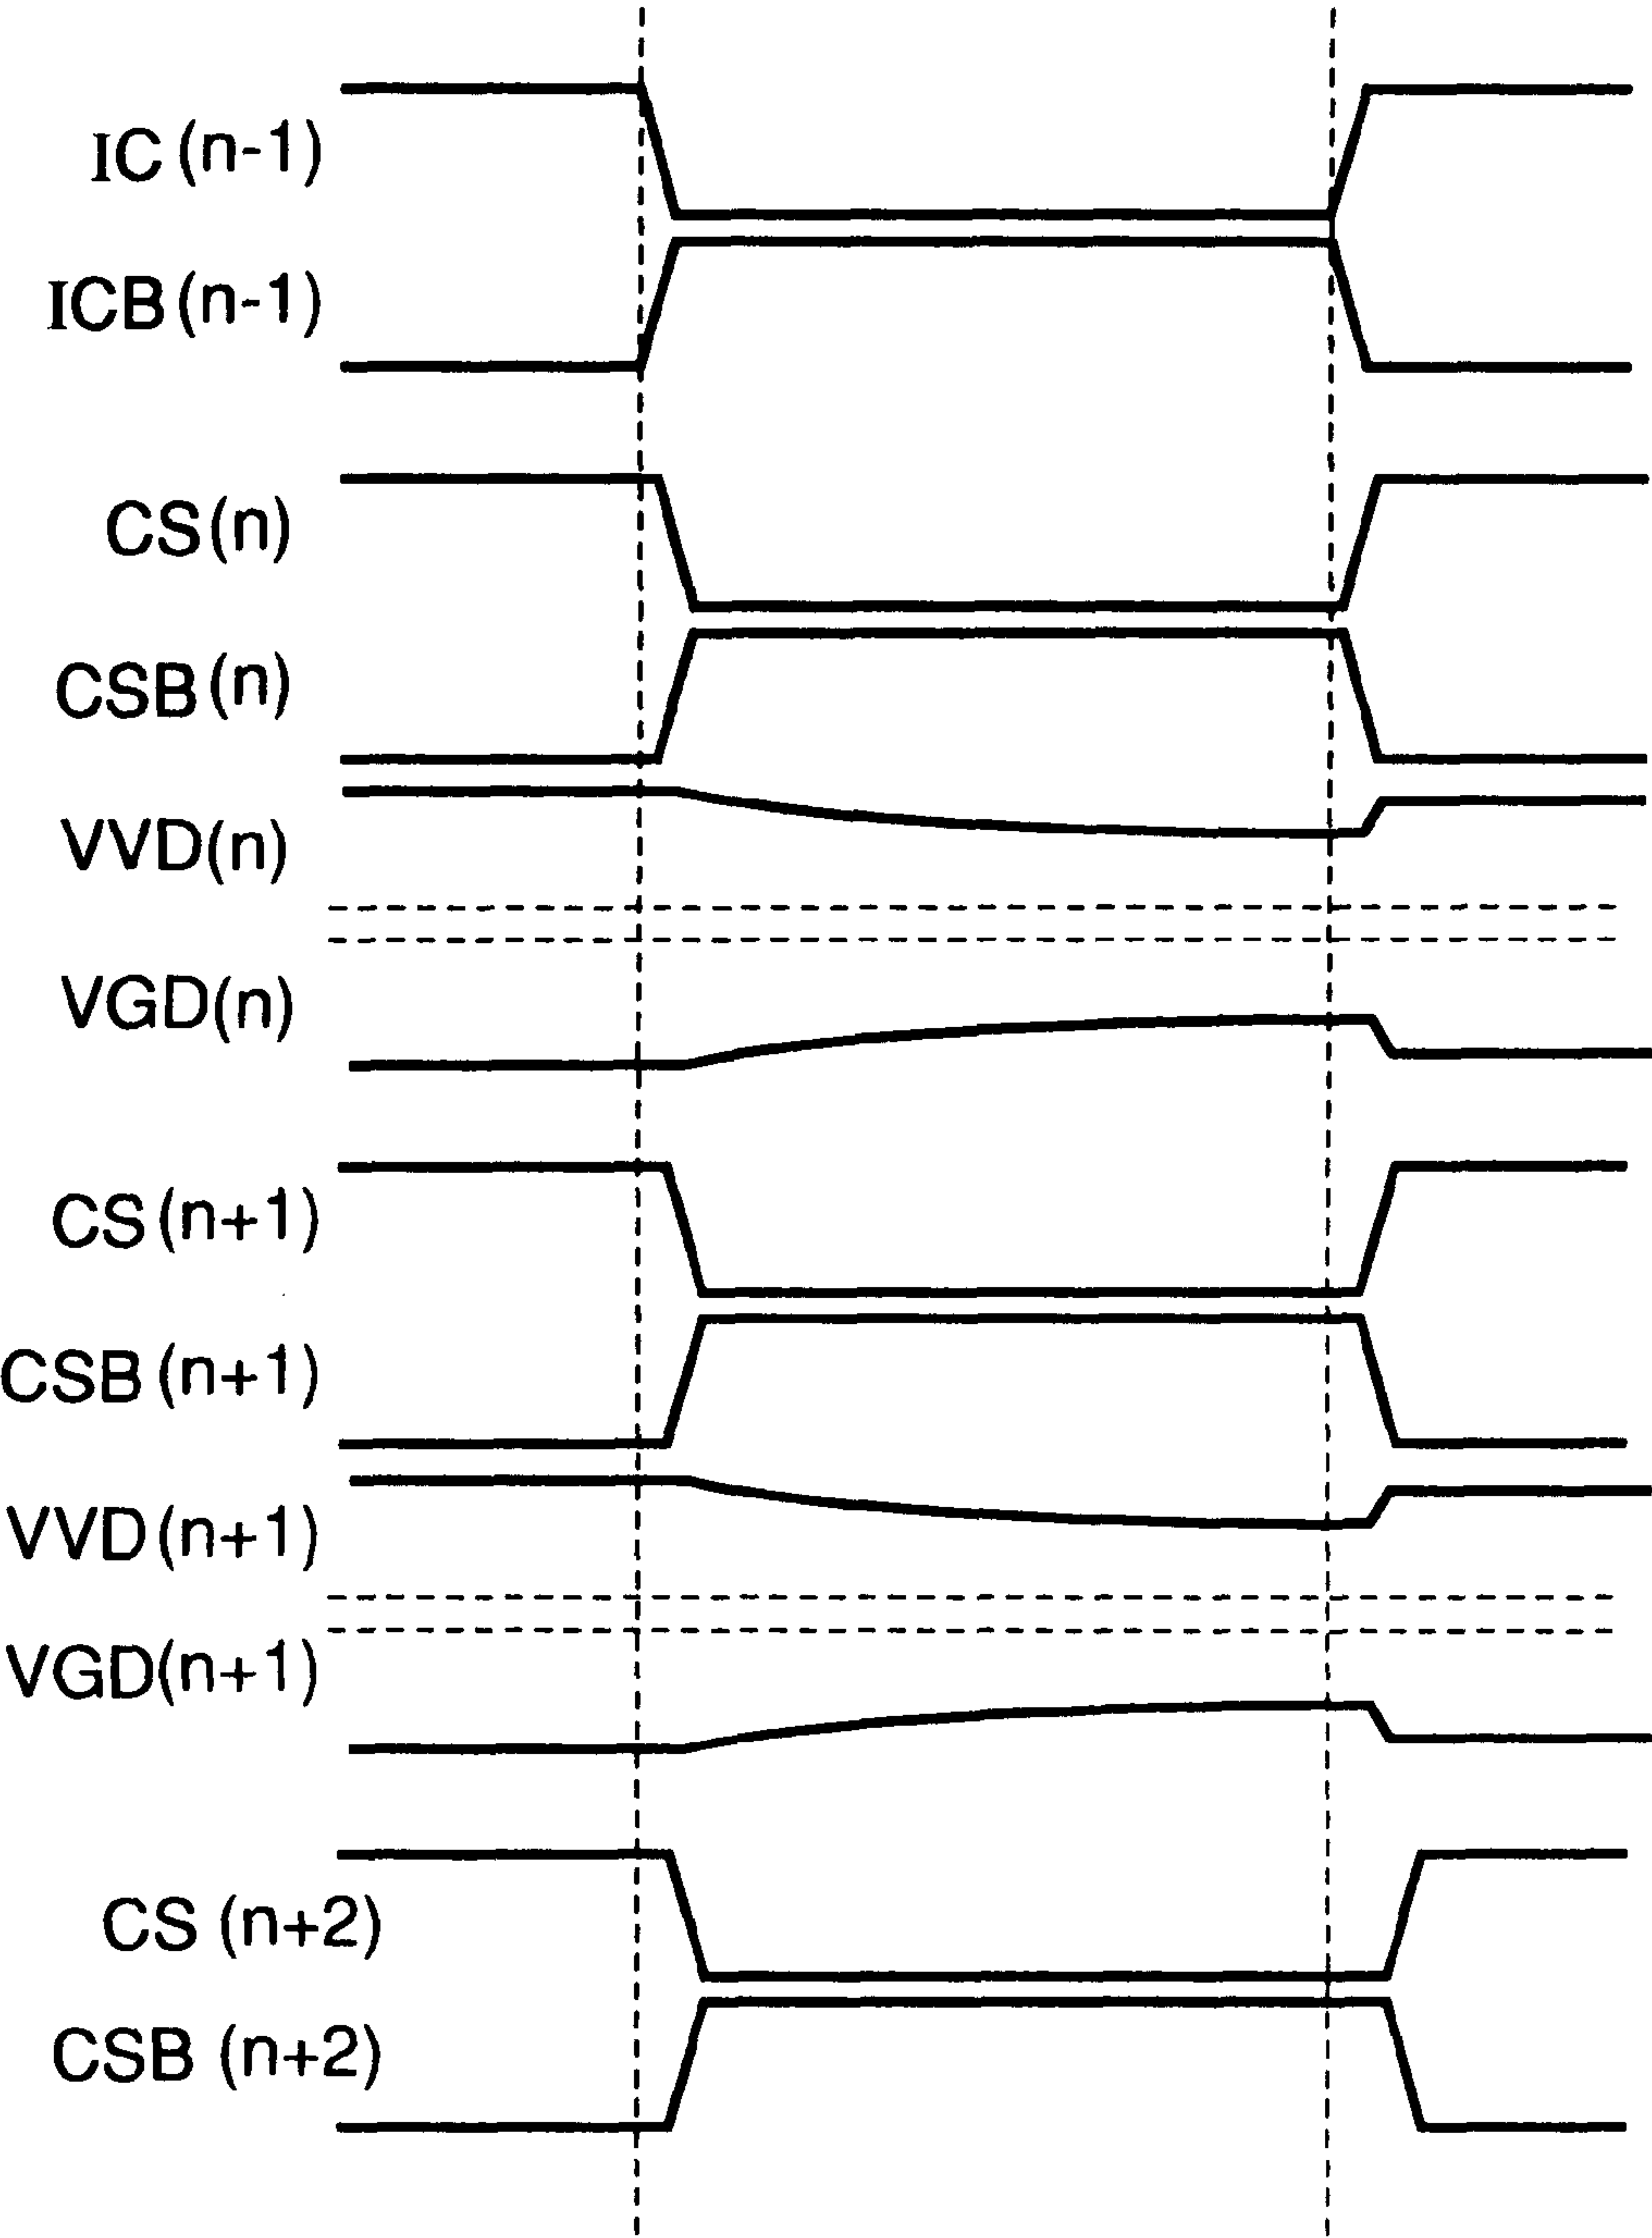 IC (n-1)
ICB (n-1)
CS (n)
CSB (n)
VVD(n)
VGD(n)
CS (n+1)
CSB (n+1)
VVD (n+1)
VGD(n+1)
CS (n+2)
CSB (n+2)